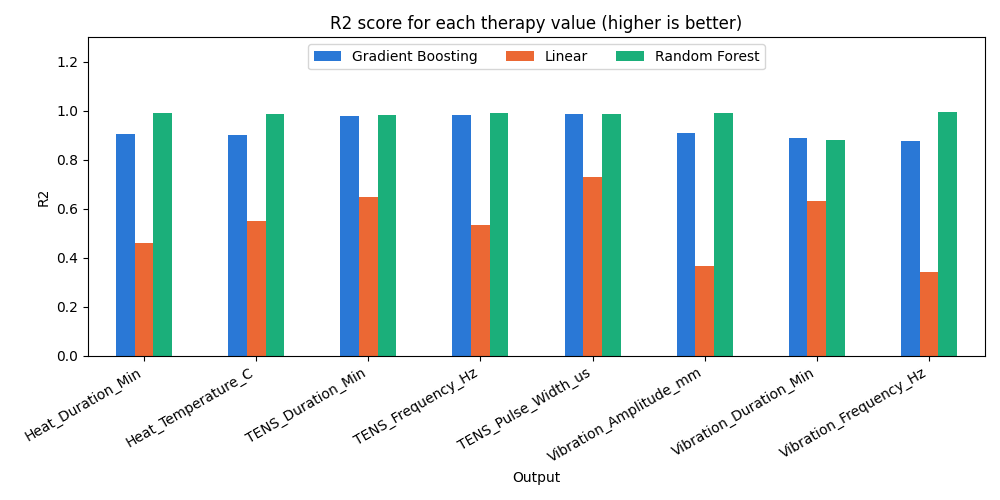 R2 score for each therapy value (higher is better)
Gradient Boosting Linear Random Forest
1.2
1.0
0.8
0.6
0.4
0.2
0.0
R2
Heat_Duration_Min
Heat_Temperature_C
TENS_Duration_Min
TENS_Frequency_Hz
TENS_Pulse_Width_us
Vibration_Amplitude_mm
Vibration_Duration_Min
Vibration_Frequency_Hz
Output